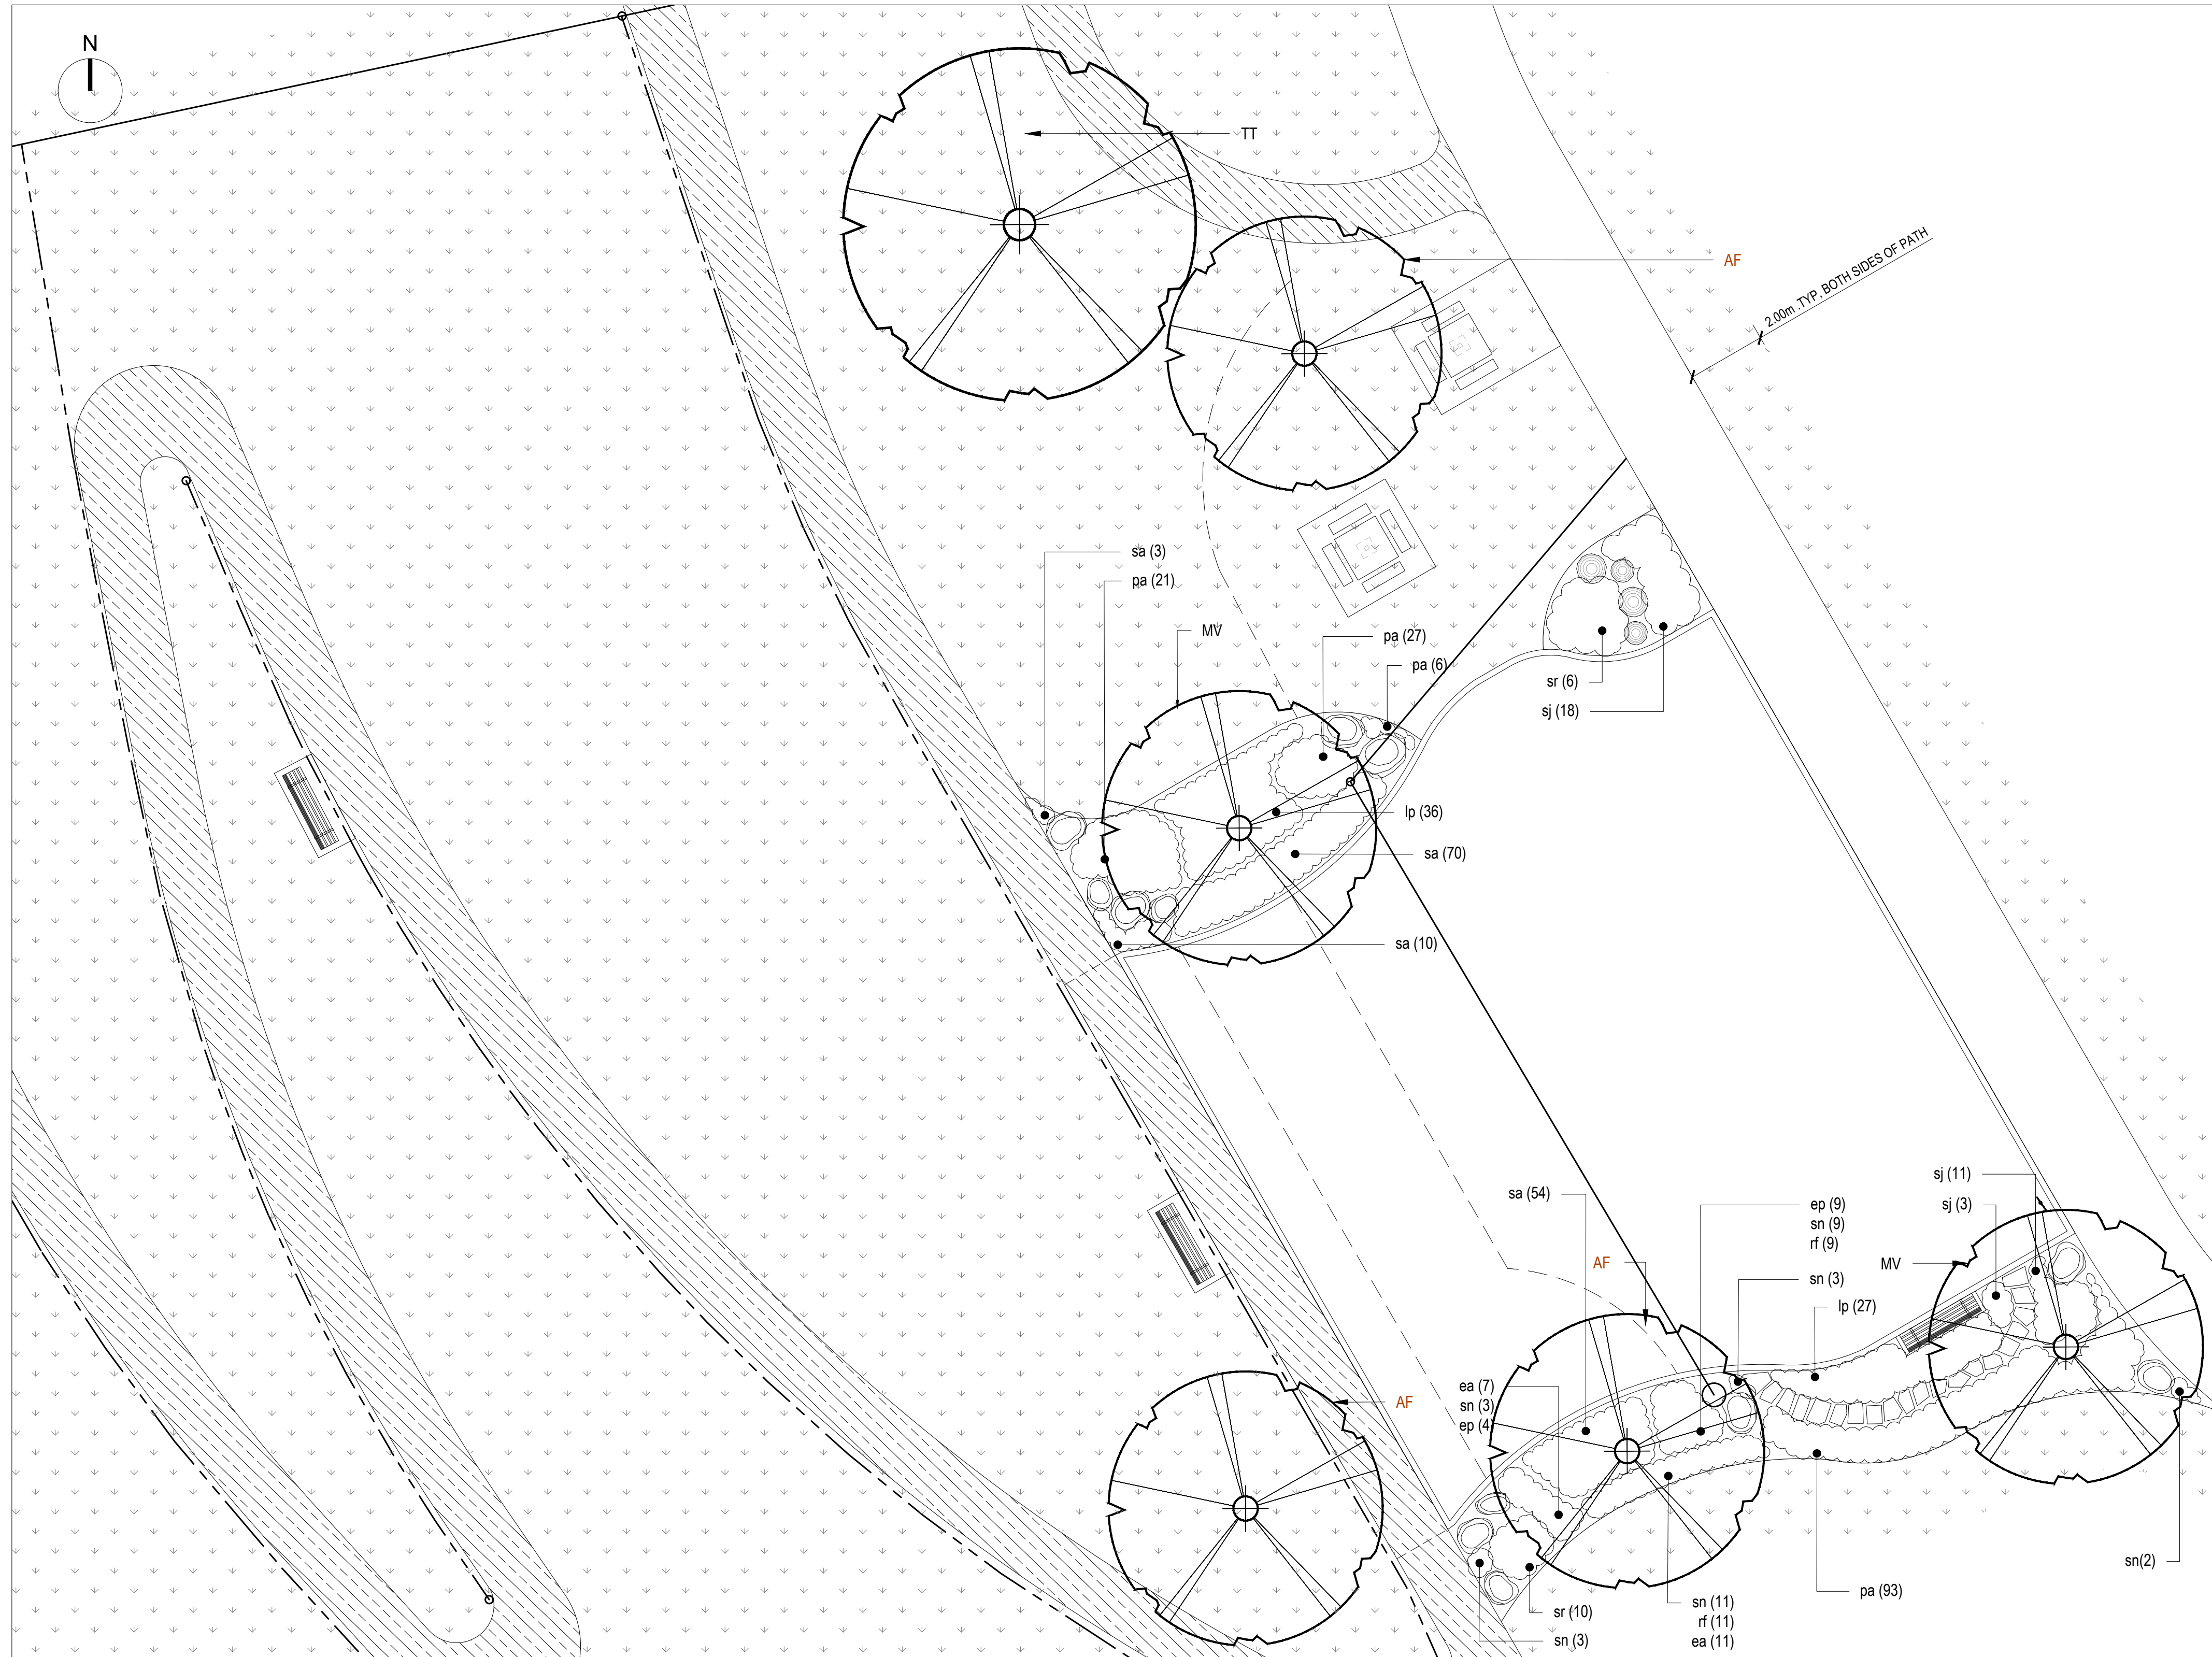 N
TT
AF
2.00m .TYP, BOTH SIDES OF PATH
sa (3)
pa (21)
MV
pa (27)
pa (6)
sr (6)
sj (18)
lp (36)
sa (70)
sa (10)
sj (11)
sa (54)
sj (3)
ep (9)
sn (9)
rf (9)
AF
MV
sn (3)
lp (27)
ea (7)
sn (3)
ep (4)
AF
sn(2)
pa (93)
sr (10)
sn (3)
sn (11)
rf (11)
ea (11)